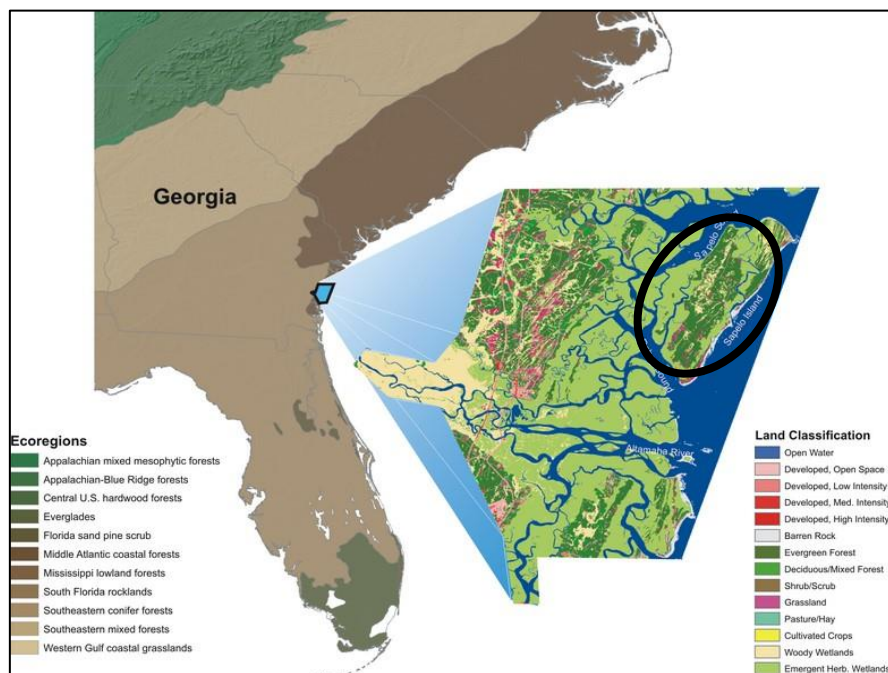 Georgia
Sapelo Island
Altamaha River
Ecoregions
Appalachian mixed mesophytic forests
Appalachian-Blue Ridge forests
Central U.S. hardwood forests
Everglades
Florida sand pine scrub
Middle Atlantic coastal forests
Mississippi lowland forests
South Florida rocklands
Southeastern conifer forests
Southeastern mixed forests
Western Gulf coastal grasslands
Land Classification
Open Water
Developed, Open Space
Developed, Low Intensity
Developed, Med. Intensity
Developed, High Intensity
Barren Rock
Evergreen Forest
Deciduous/Mixed Forest
Shrub/Scrub
Grassland
Pasture/Hay
Cultivated Crops
Woody Wetlands
Emergent Herb. Wetlands